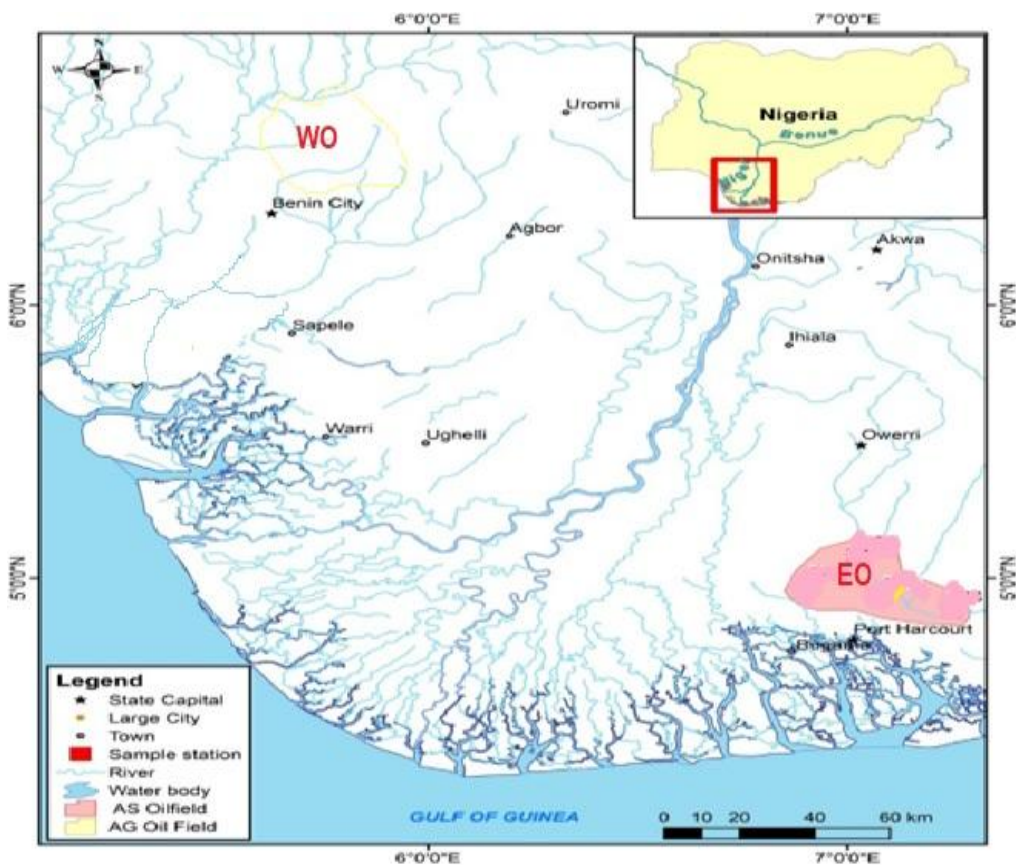 6°0'0"E
7°0'0"E
N
W
E
S
Uromi
Nigeria
Benue
WO
Benin City
Agbor
Akwa
Onitsha
6°0'0"N
6°0'0"N
Sapele
Ihiala
Warri
Ughelli
Owerri
5°0'0"N
EO
5°0'0"N
Port Harcourt
Buguma
Legend
State Capital
Large City
Town
Sample station
River
Water body
AS Oilfield
AG Oil Field
GULF OF GUINEA
0 10 20 40 60 km
6°0'0"E
7°0'0"E